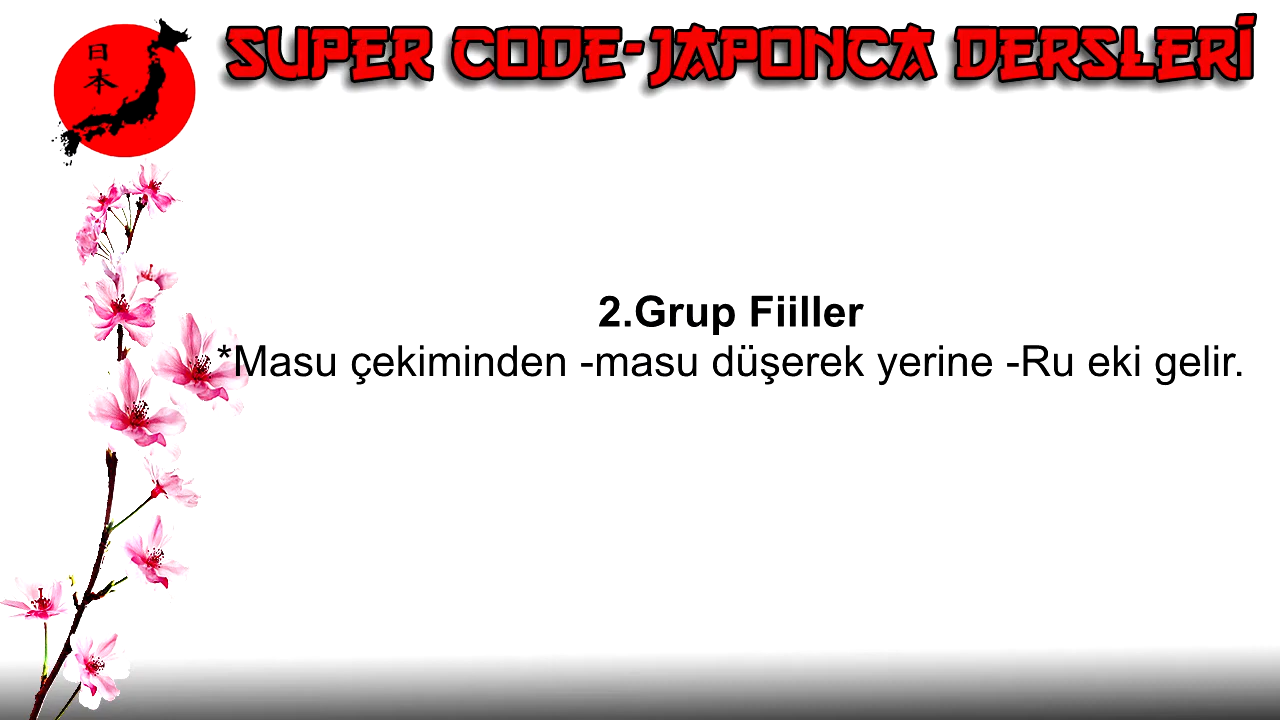 日本
SUPER CODE-JAPONCA DERSLERİ
2.Grup Fiiller
*Masu çekiminden -masu düşerek yerine -Ru eki gelir.